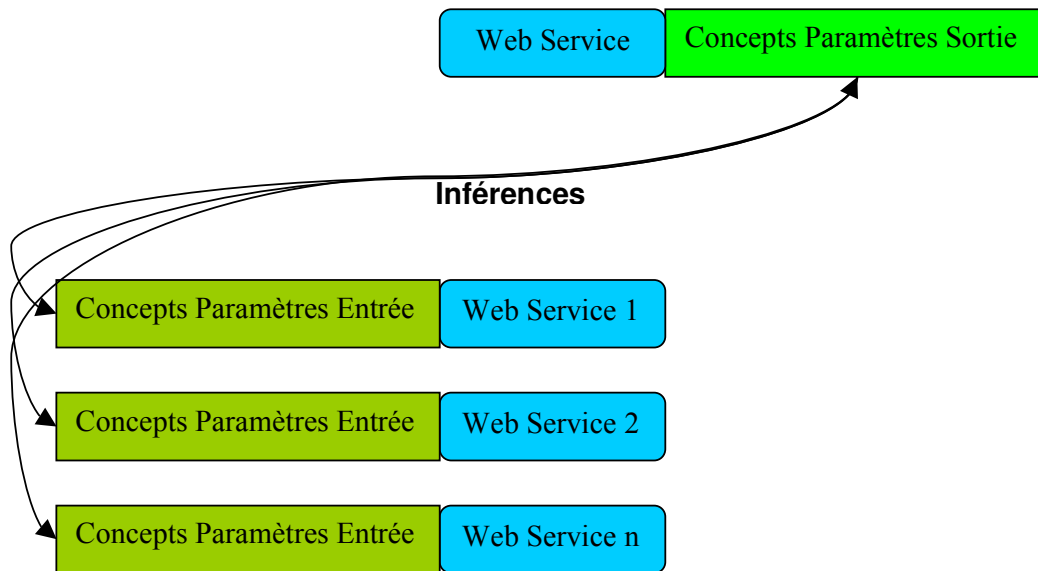 Web Service Concepts Paramètres Sortie
Inférences
Concepts Paramètres Entrée Web Service 1
Concepts Paramètres Entrée Web Service 2
Concepts Paramètres Entrée Web Service n